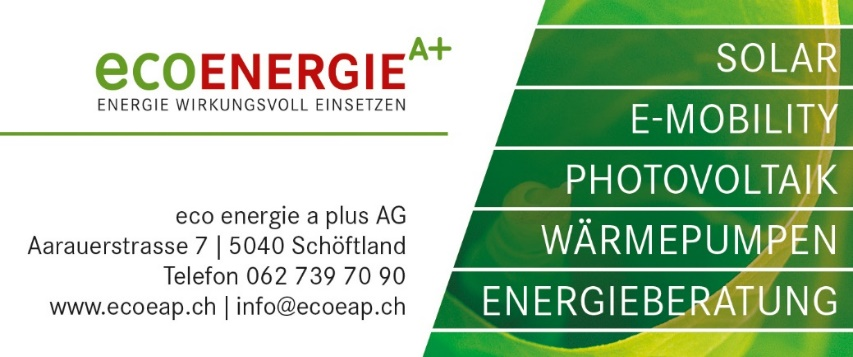 ecoENERGIE A+
ENERGIE WIRKUNGSVOLL EINSETZEN
eco energie a plus AG
Aarauerstrasse 7 | 5040 Schöftland
Telefon 062 739 70 90
www.ecoeap.ch | info@ecoeap.ch
SOLAR
E-MOBILITY
PHOTOVOLTAIK
WÄRMEPUMPEN
ENERGIEBERATUNG